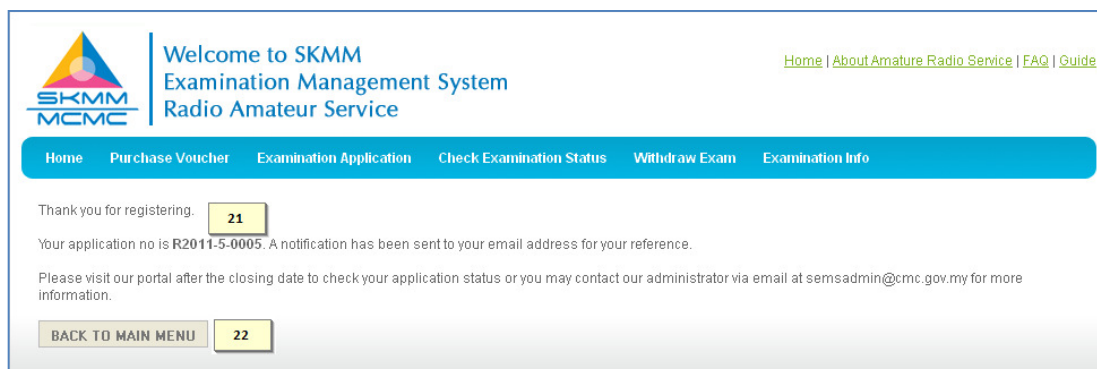 SKMM
MCMC
Welcome to SKMM
Examination Management System
Radio Amateur Service
Home | About Amature Radio Service | FAQ | Guide
Home Purchase Voucher Examination Application Check Examination Status Withdraw Exam Examination Info
Thank you for registering.
21
Your application no is R2011-5-0005. A notification has been sent to your email address for your reference.
Please visit our portal after the closing date to check your application status or you may contact our administrator via email at semsadmin@cmc.gov.my for more
information.
BACK TO MAIN MENU
22